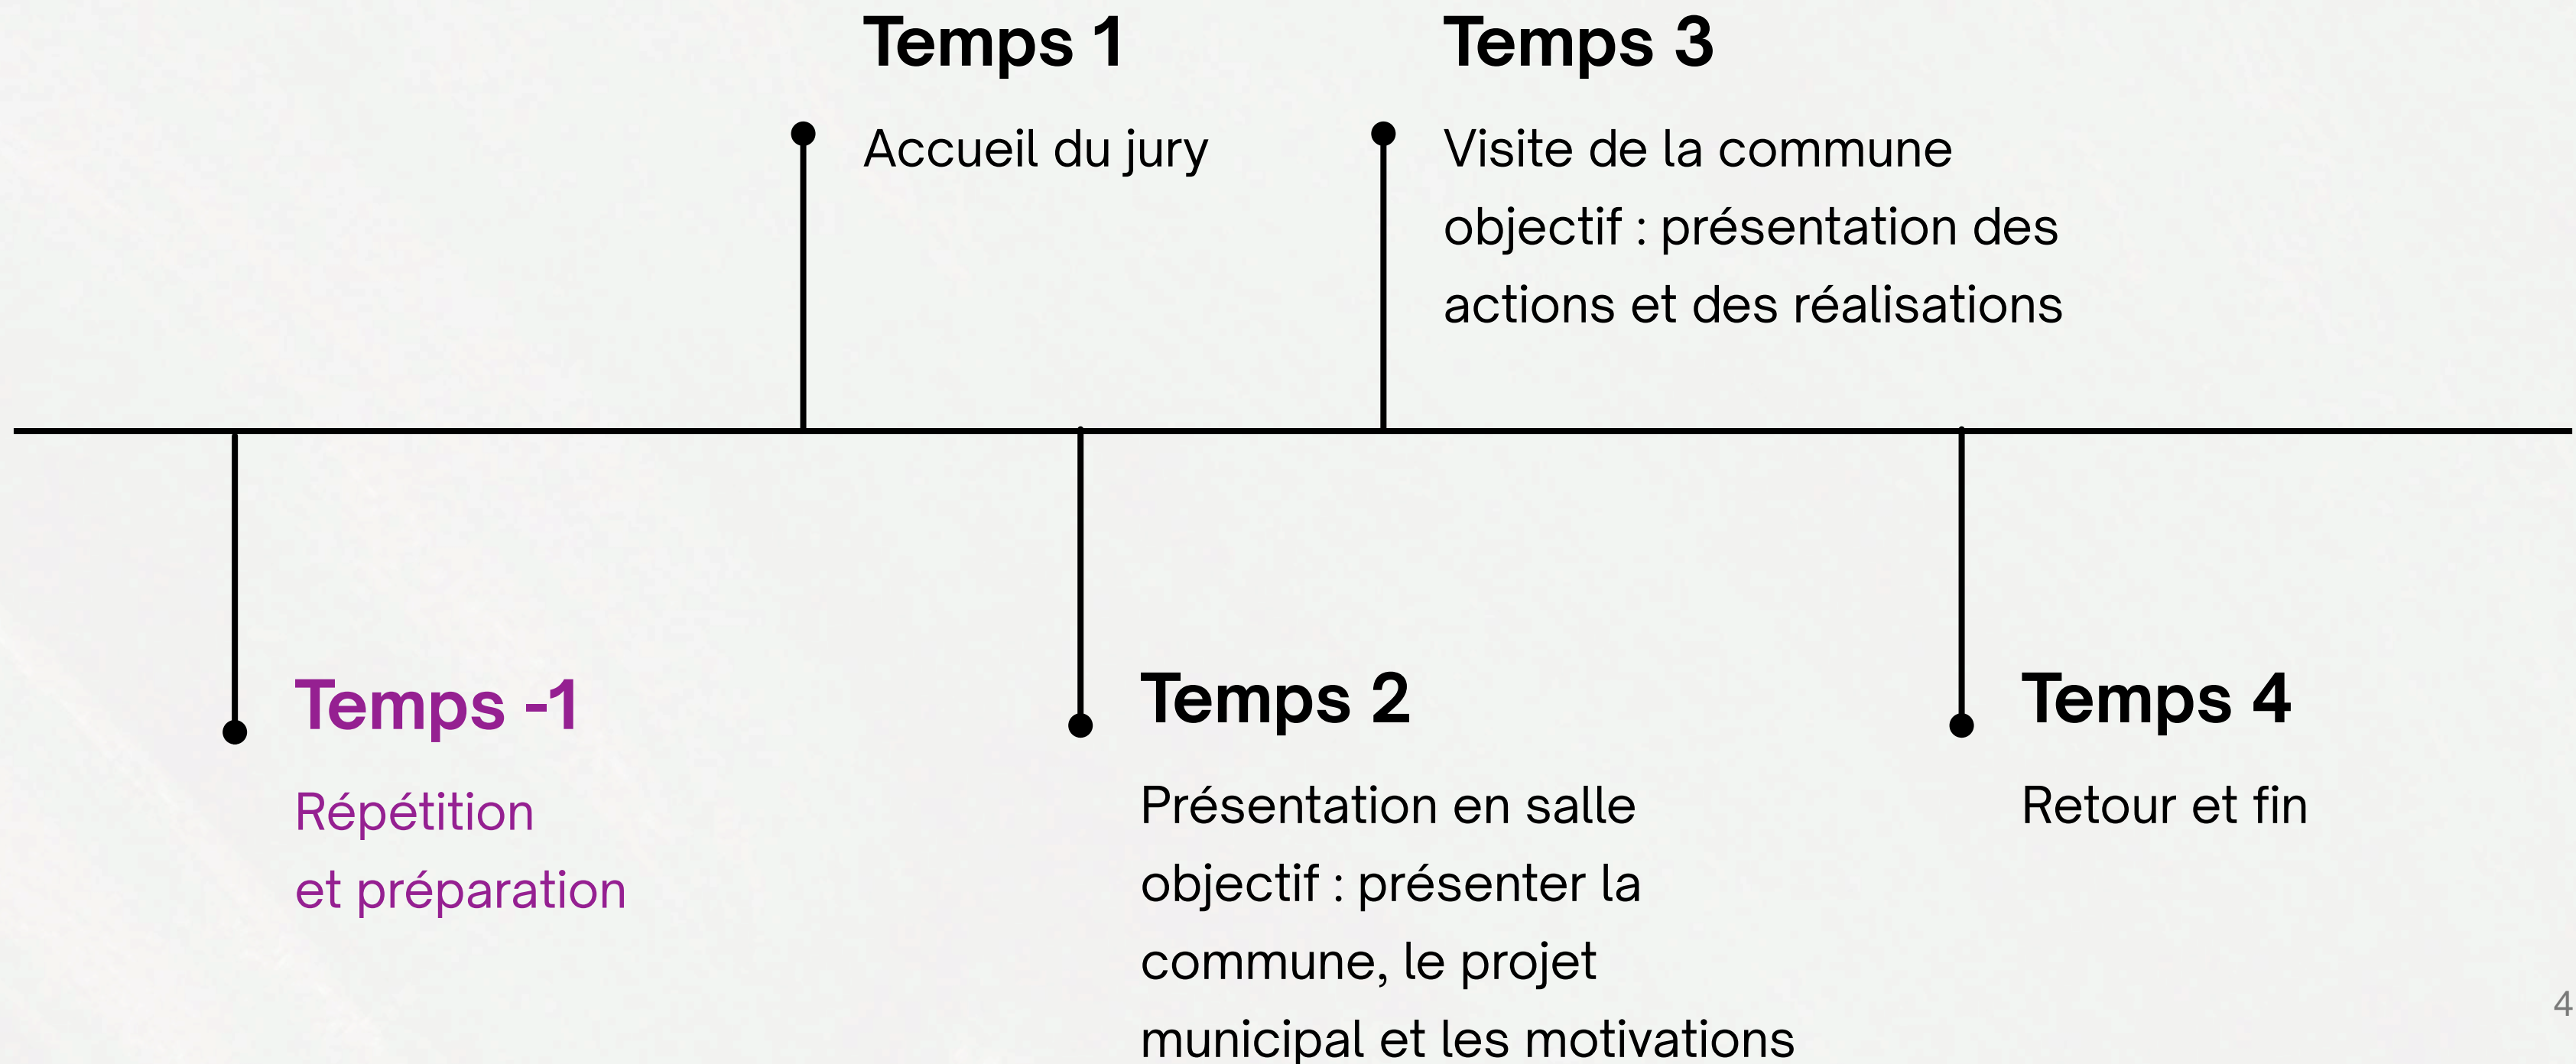 Temps 1
Accueil du jury
Temps 3
Visite de la commune
objectif : présentation des
actions et des réalisations
Temps -1
Répétition
et préparation
Temps 2
Présentation en salle
objectif : présenter la
commune, le projet
municipal et les motivations
Temps 4
Retour et fin
4